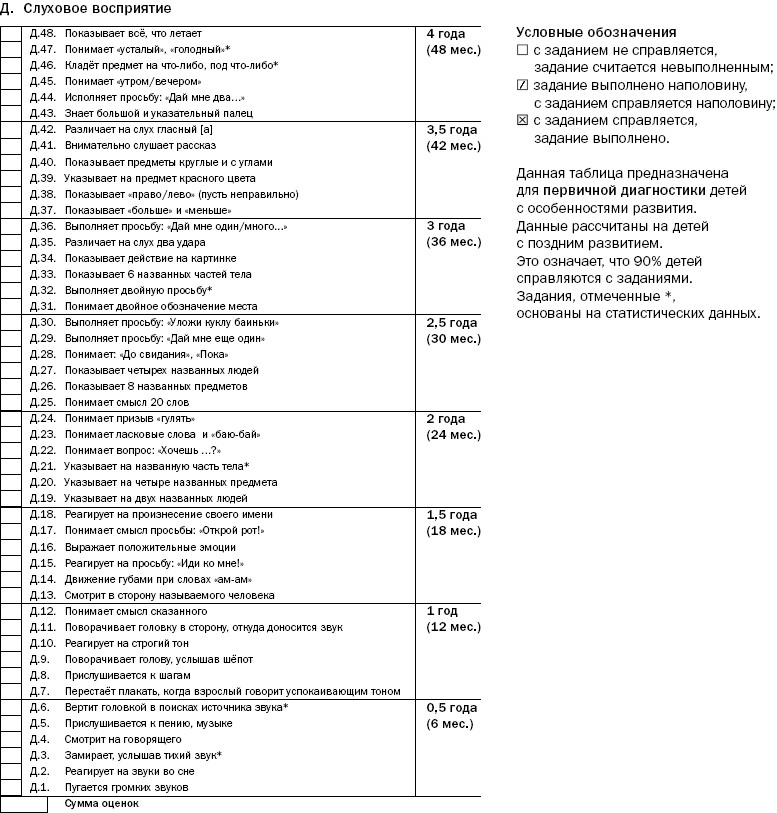 Д. Слуховое восприятие
Д.48. Показывает всё, что летает
4 года
Д.47. Понимает «усталый», «голодный»*
(48 мес.)
Д.46. Кладёт предмет на что-либо, под что-либо*
Д.45. Понимает «утром/вечером»
Д.44. Исполняет просьбу: «Дай мне два...»
Д.43. Знает большой и указательный палец
Д.42. Различает на слух гласный [а]
3,5 года
Д.41. Внимательно слушает рассказ
(42 мес.)
Д.40. Показывает предметы круглые и с углами
Д.39. Указывает на предмет красного цвета
Д.38. Показывает «право/лево» (пусть неправильно)
Д.37. Показывает «больше» и «меньше»
Д.36. Выполняет просьбу: «Дай мне один/много...»
3 года
Д.35. Различает на слух два удара
(36 мес.)
Д.34. Показывает действие на картинке
Д.33. Показывает 6 названных частей тела
Д.32. Выполняет двойную просьбу*
Д.31. Понимает двойное обозначение места
Д.30. Выполняет просьбу: «Уложи куклу баиньки»
2,5 года
Д.29. Выполняет просьбу: «Дай мне еще один»
(30 мес.)
Д.28. Понимает: «До свидания», «Пока»
Д.27. Показывает четырех названных людей
Д.26. Показывает 8 названных предметов
Д.25. Понимает смысл 20 слов
Д.24. Понимает призыв «гулять»
2 года
Д.23. Понимает ласковые слова и «баю-бай»
(24 мес.)
Д.22. Понимает вопрос: «Хочешь ...?»
Д.21. Указывает на названную часть тела*
Д.20. Указывает на четыре названных предмета
Д.19. Указывает на двух названных людей
Д.18. Реагирует на произнесение своего имени
1,5 года
Д.17. Понимает смысл просьбы: «Открой рот!»
(18 мес.)
Д.16. Выражает положительные эмоции
Д.15. Реагирует на просьбу: «Иди ко мне!»
Д.14. Движение губами при словах «ам-ам»
Д.13. Смотрит в сторону называемого человека
Д.12. Понимает смысл сказанного
1 год
Д.11. Поворачивает головку в сторону, откуда доносится звук
(12 мес.)
Д.10. Реагирует на строгий тон
Д.9. Поворачивает голову, услышав шёпот
Д.8. Прислушивается к шагам
Д.7. Перестаёт плакать, когда взрослый говорит успокаивающим тоном
Д.6. Вертит головкой в поисках источника звука*
0,5 года
Д.5. Прислушивается к пению, музыке
(6 мес.)
Д.4. Смотрит на говорящего
Д.3. Замирает, услышав тихий звук*
Д.2. Реагирует на звуки во сне
Д.1. Пугается громких звуков
Сумма оценок
Условные обозначения
☐ с заданием не справляется,
задание считается невыполненным;
☑ задание выполнено наполовину,
с заданием справляется наполовину;
☒ с заданием справляется,
задание выполнено.
Данная таблица предназначена
для первичной диагностики детей
с особенностями развития.
Данные рассчитаны на детей
с поздним развитием.
Это означает, что 90% детей
справляются с заданиями.
Задания, отмеченные *,
основаны на статистических данных.